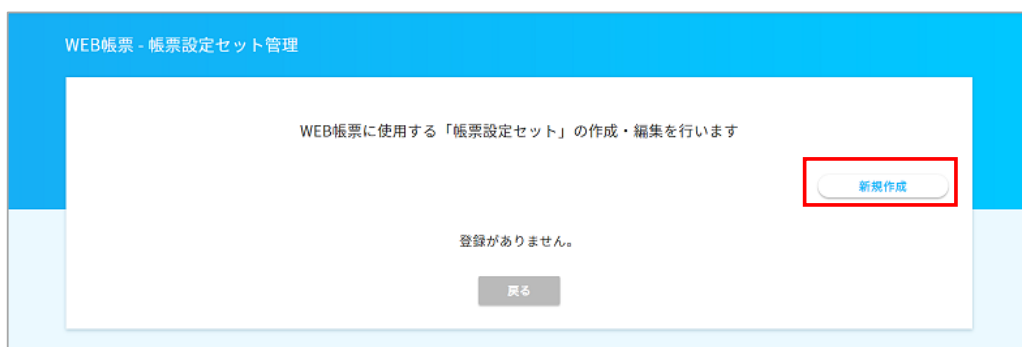 WEB帳票 - 帳票設定セット管理
WEB帳票に使用する「帳票設定セット」の作成・編集を行います
新規作成
登録がありません。
戻る